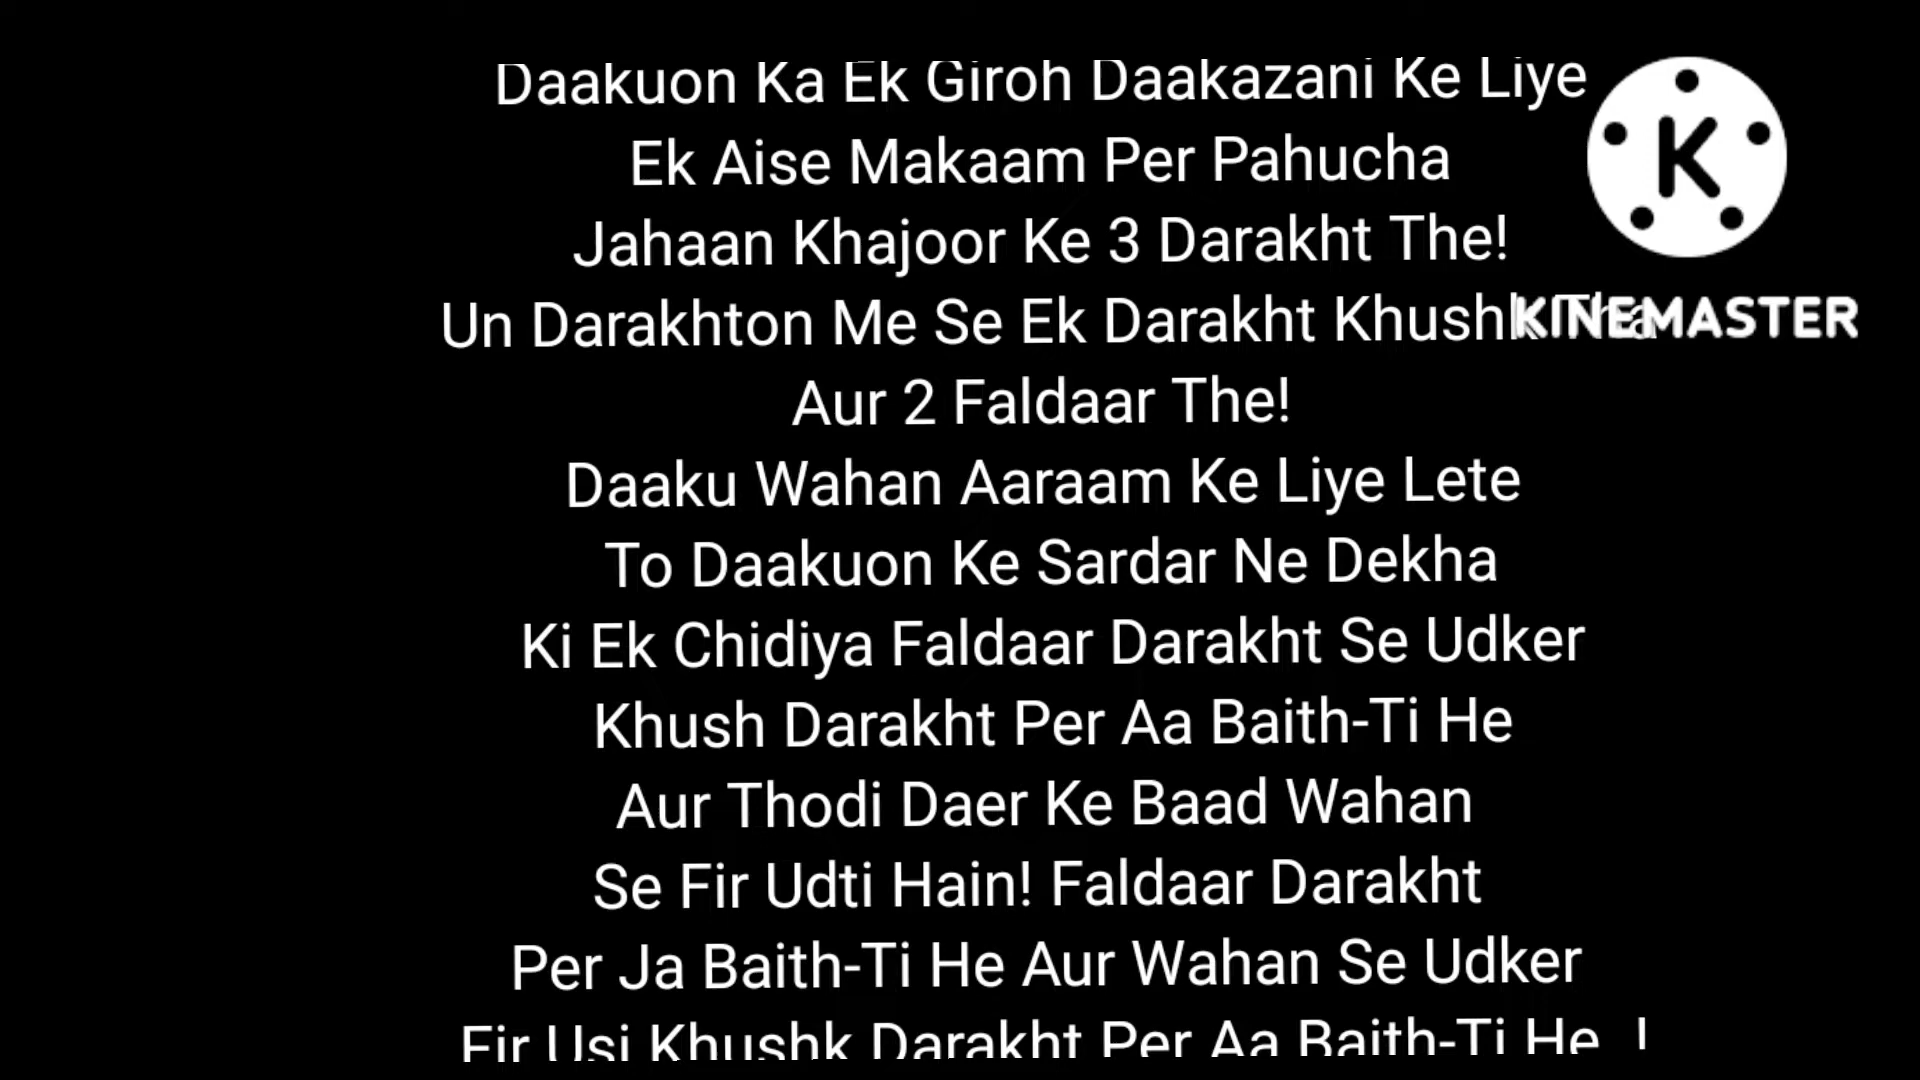 Daakuon Ka Ek Giroh Daakazani Ke Liye
Ek Aise Makaam Per Pahucha
Jahaan Khajoor Ke 3 Darakht The!
Un Darakhton Me Se Ek Darakht Khushk Tha
KINEMASTER
Aur 2 Faldaar The!
Daaku Wahan Aaraam Ke Liye Lete
To Daakuon Ke Sardar Ne Dekha
Ki Ek Chidiya Faldaar Darakht Se Udker
Khush Darakht Per Aa Baith-Ti He
Aur Thodi Daer Ke Baad Wahan
Se Fir Udti Hain! Faldaar Darakht
Per Ja Baith-Ti He Aur Wahan Se Udker
Fir Usi Khushk Darakht Per Aa Baith-Ti He !